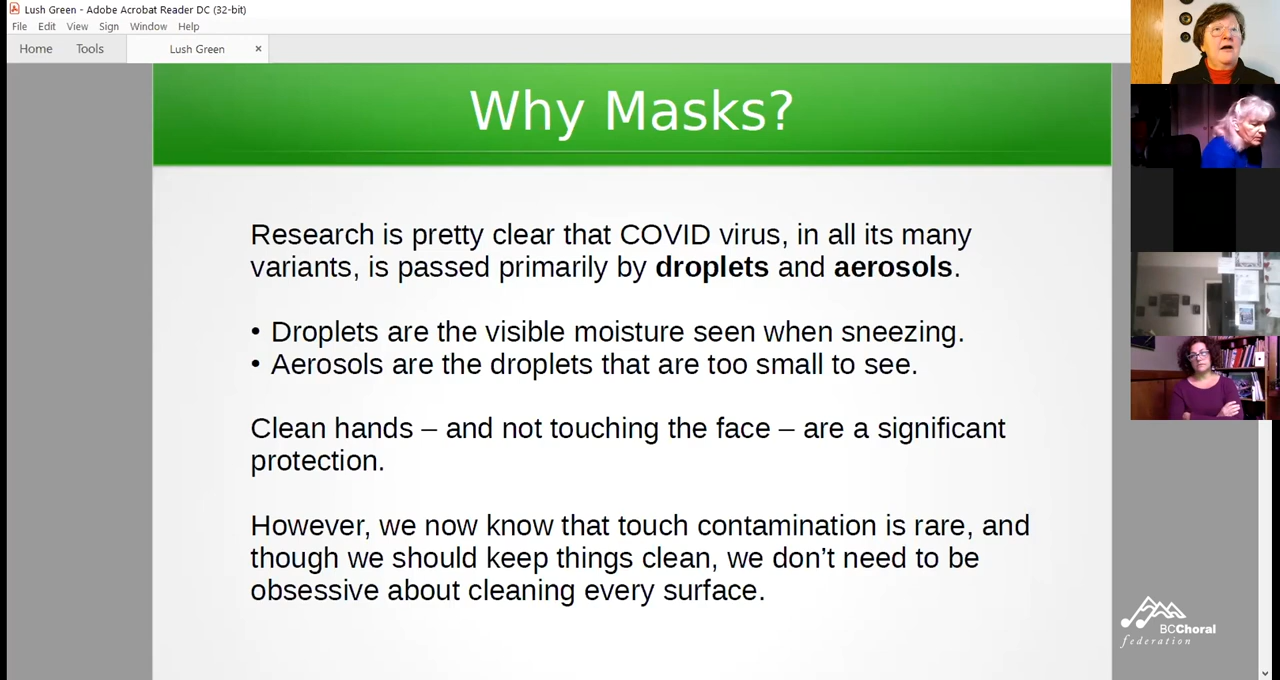 Lush Green - Adobe Acrobat Reader DC (32-bit)
File Edit View Sign Window Help
Home Tools Lush Green ×
Why Masks?
Research is pretty clear that COVID virus, in all its many
variants, is passed primarily by droplets and aerosols.
• Droplets are the visible moisture seen when sneezing.
• Aerosols are the droplets that are too small to see.
Clean hands – and not touching the face – are a significant
protection.
However, we now know that touch contamination is rare, and
though we should keep things clean, we don’t need to be
obsessive about cleaning every surface.
BCChoral
federation